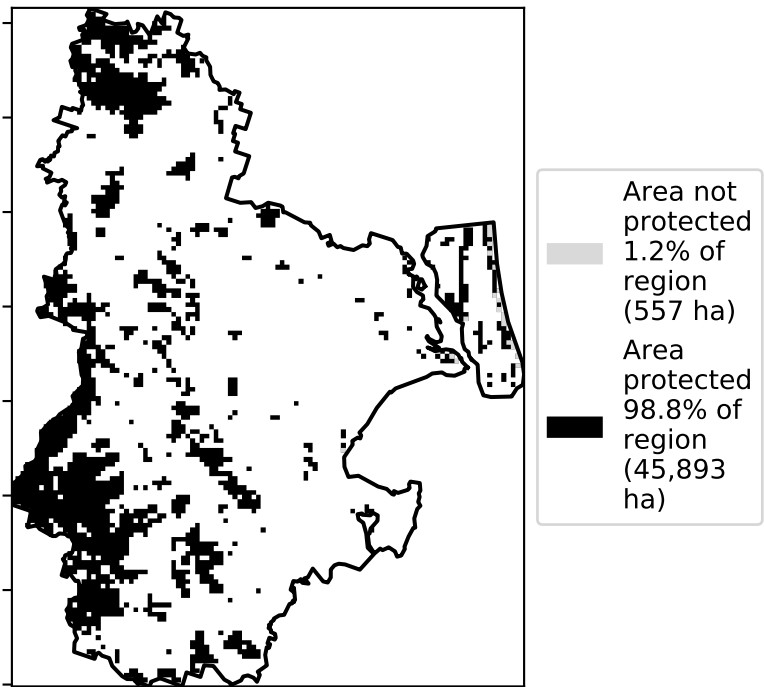 Area not
protected
1.2% of
region
(557 ha)
Area
protected
98.8% of
region
(45,893
ha)